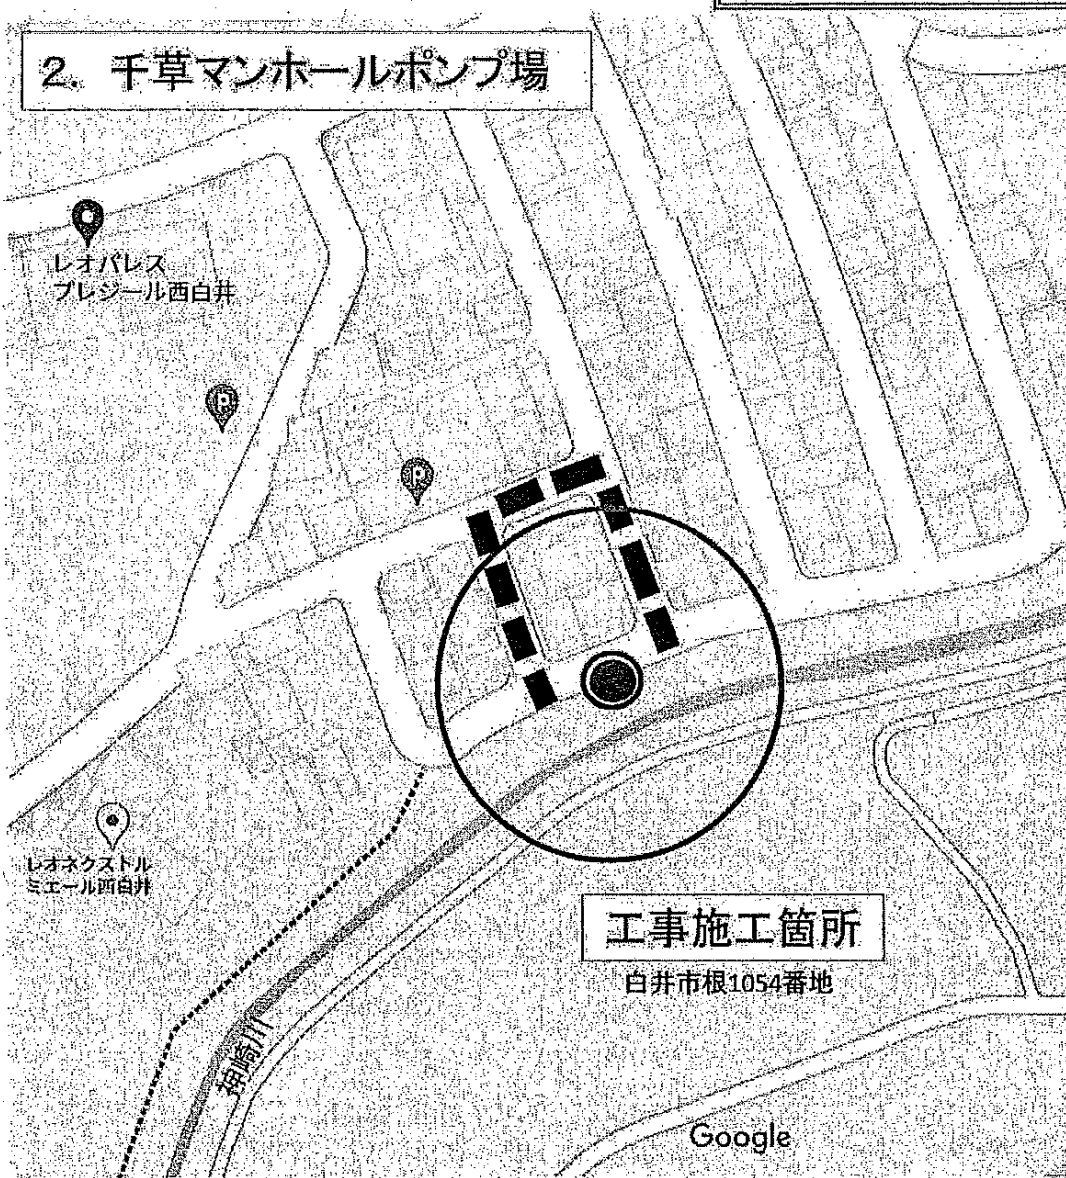 2. 千草マンホールポンプ場
レオパレス
プレジール西白井
P
P
レオネクストル
ミエール西白井
工事施工箇所
白井市根1054番地
神崎川
Google